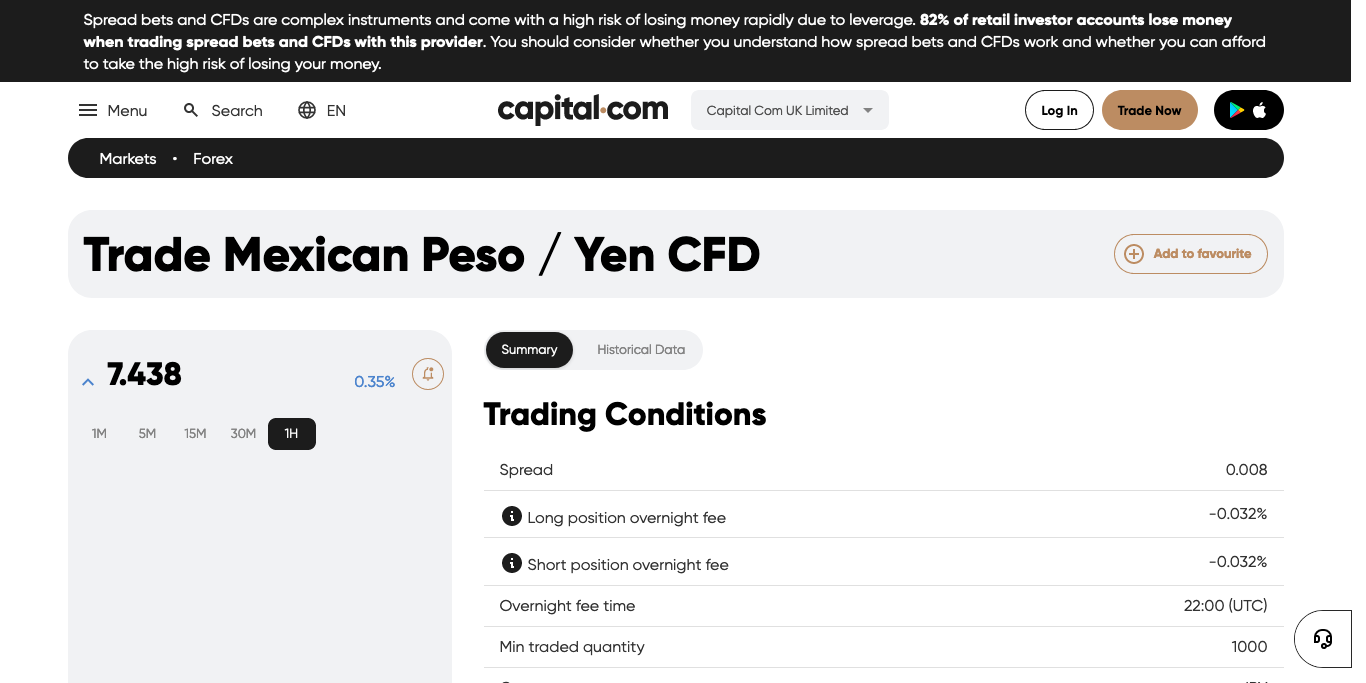 Spread bets and CFDs are complex instruments and come with a high risk of losing money rapidly due to leverage. 82% of retail investor accounts lose money
when trading spread bets and CFDs with this provider. You should consider whether you understand how spread bets and CFDs work and whether you can afford
to take the high risk of losing your money.
Menu Search EN capital.com Capital Com UK Limited Log In Trade Now
Markets • Forex
Trade Mexican Peso / Yen CFD Add to favourite
7.438 0.35%
1M 5M 15M 30M 1H
Summary Historical Data
Trading Conditions
Spread 0.008
Long position overnight fee -0.032%
Short position overnight fee -0.032%
Overnight fee time 22:00 (UTC)
Min traded quantity 1000